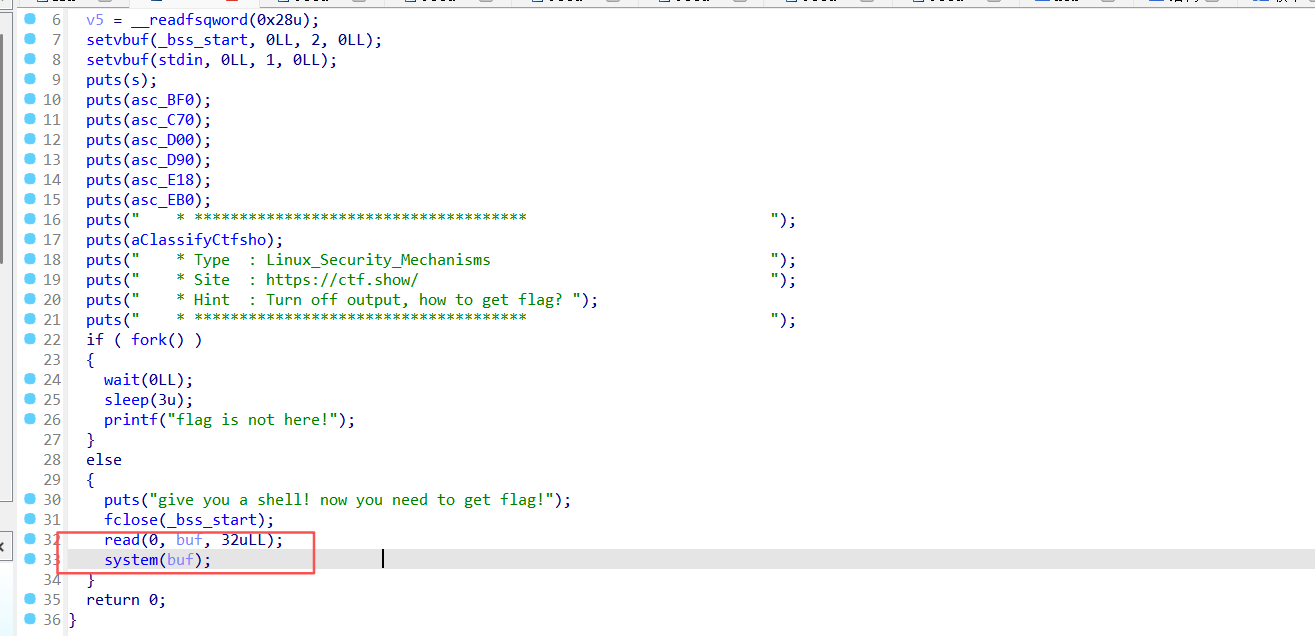 6 v5 = __readfsqword(0x28u);
7 setvbuf(_bss_start, 0LL, 2, 0LL);
8 setvbuf(stdin, 0LL, 1, 0LL);
9 puts(s);
10 puts(asc_BF0);
11 puts(asc_C70);
12 puts(asc_D00);
13 puts(asc_D90);
14 puts(asc_E18);
15 puts(asc_EB0);
16 puts("    * *************************************                           ");
17 puts(aClassifyCtfsho);
18 puts("    * Type  : Linux_Security_Mechanisms                               ");
19 puts("    * Site  : https://ctf.show/                                       ");
20 puts("    * Hint  : Turn off output, how to get flag? ");
21 puts("    * *************************************                           ");
22 if ( fork() )
23 {
24 wait(0LL);
25 sleep(3u);
26 printf("flag is not here!");
27 }
28 else
29 {
30 puts("give you a shell! now you need to get flag!");
31 fclose(_bss_start);
32 read(0, buf, 32uLL);
33 system(buf);
34 }
35 return 0;
36 }